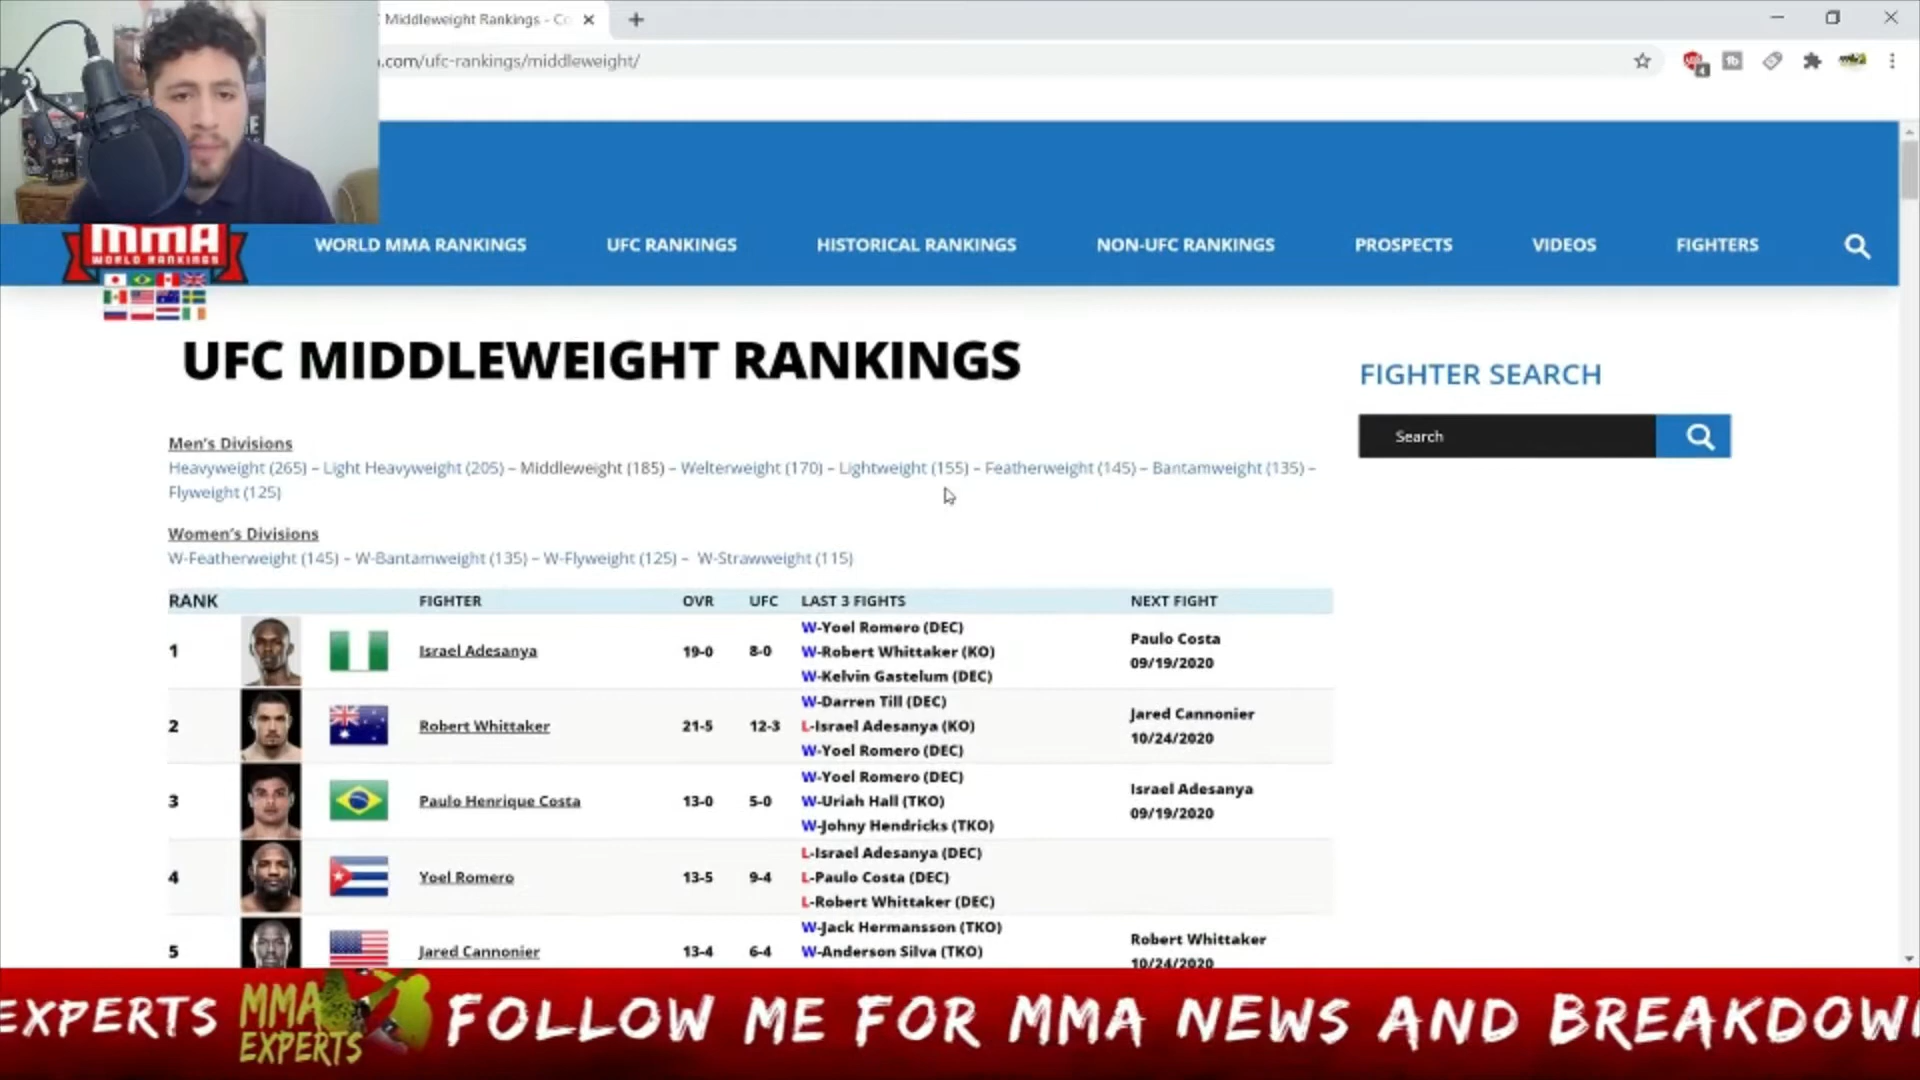 Middleweight Rankings - Co
.com/ufc-rankings/middleweight/
MMA
WORLD RANKINGS
WORLD MMA RANKINGS
UFC RANKINGS
HISTORICAL RANKINGS
NON-UFC RANKINGS
PROSPECTS
VIDEOS
FIGHTERS
UFC MIDDLEWEIGHT RANKINGS
FIGHTER SEARCH
Search
Men's Divisions
Heavyweight (265) – Light Heavyweight (205) – Middleweight (185) – Welterweight (170) – Lightweight (155) – Featherweight (145) – Bantamweight (135) –
Flyweight (125)
Women's Divisions
W-Featherweight (145) – W-Bantamweight (135) – W-Flyweight (125) – W-Strawweight (115)
RANK FIGHTER OVR UFC LAST 3 FIGHTS NEXT FIGHT
1 Israel Adesanya 19-0 8-0
W-Yoel Romero (DEC)
W-Robert Whittaker (KO)
W-Kelvin Gastelum (DEC)
Paulo Costa
09/19/2020
2 Robert Whittaker 21-5 12-3
W-Darren Till (DEC)
L-Israel Adesanya (KO)
W-Yoel Romero (DEC)
Jared Cannonier
10/24/2020
3 Paulo Henrique Costa 13-0 5-0
W-Yoel Romero (DEC)
W-Uriah Hall (TKO)
W-Johny Hendricks (TKO)
Israel Adesanya
09/19/2020
4 Yoel Romero 13-5 9-4
L-Israel Adesanya (DEC)
L-Paulo Costa (DEC)
L-Robert Whittaker (DEC)
5 Jared Cannonier 13-4 6-4
W-Jack Hermansson (TKO)
W-Anderson Silva (TKO)
Robert Whittaker
10/24/2020
EXPERTS
MMA
EXPERTS
FOLLOW ME FOR MMA NEWS AND BREAKDOW